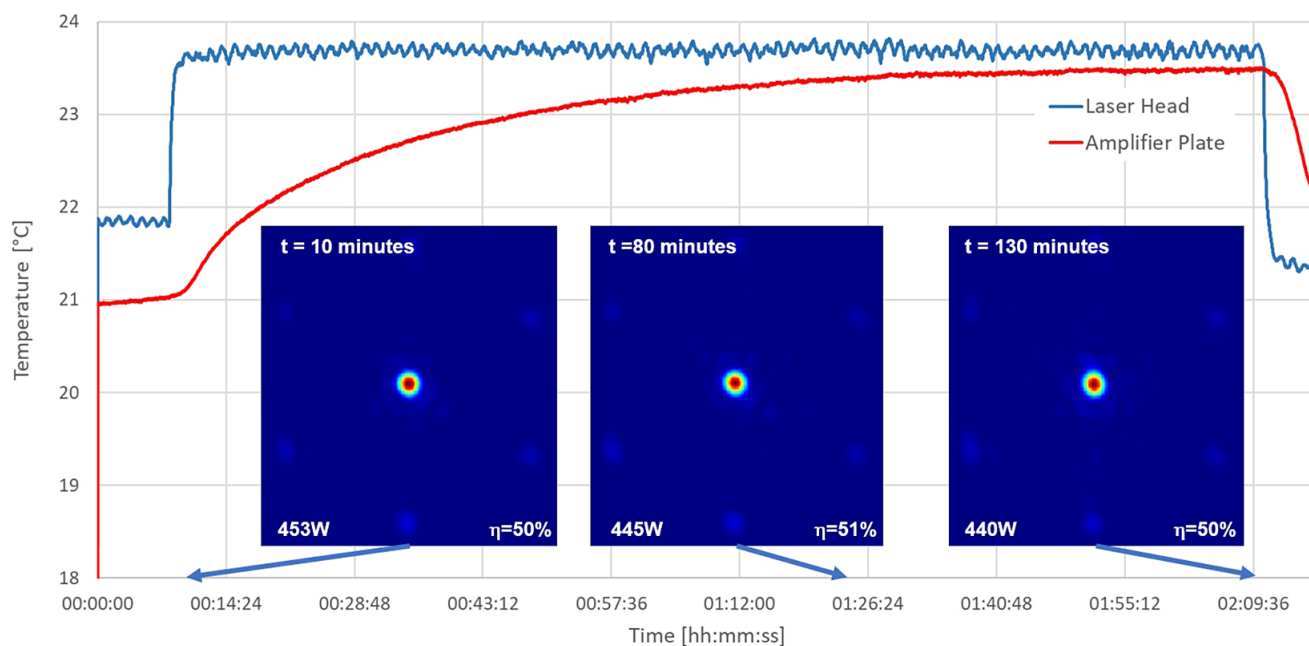 24
23
22
21
20
19
18
Temperature [°C]
Laser Head
Amplifier Plate
t = 10 minutes
453W η=50%
t =80 minutes
445W η=51%
t = 130 minutes
440W η=50%
00:00:00 00:14:24 00:28:48 00:43:12 00:57:36 01:12:00 01:26:24 01:40:48 01:55:12 02:09:36
Time [hh:mm:ss]